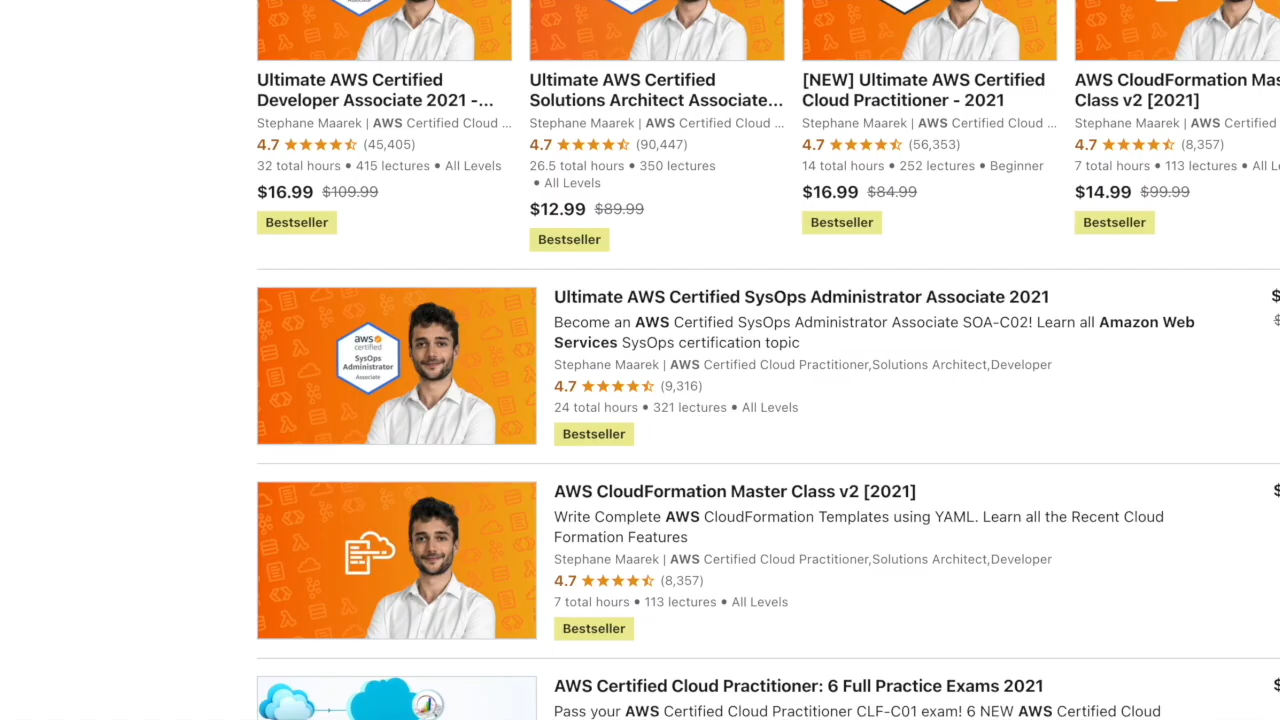 Associate
Ultimate AWS Certified
Developer Associate 2021 -...
Stephane Maarek | AWS Certified Cloud ...
4.7 (45,405)
32 total hours • 415 lectures • All Levels
$16.99 $109.99
Bestseller
Ultimate AWS Certified
Solutions Architect Associate...
Stephane Maarek | AWS Certified Cloud ...
4.7 (90,447)
26.5 total hours • 350 lectures
• All Levels
$12.99 $89.99
Bestseller
[NEW] Ultimate AWS Certified
Cloud Practitioner - 2021
Stephane Maarek | AWS Certified Cloud ...
4.7 (56,353)
14 total hours • 252 lectures • Beginner
$16.99 $84.99
Bestseller
AWS CloudFormation Mas
Class v2 [2021]
Stephane Maarek | AWS Certified
4.7 (8,357)
7 total hours • 113 lectures • All Le
$14.99 $99.99
Bestseller
aws
certified
SysOps
Administrator
Associate
Ultimate AWS Certified SysOps Administrator Associate 2021
Become an AWS Certified SysOps Administrator Associate SOA-C02! Learn all Amazon Web
Services SysOps certification topic
Stephane Maarek | AWS Certified Cloud Practitioner,Solutions Architect,Developer
4.7 (9,316)
24 total hours • 321 lectures • All Levels
Bestseller
$
$
AWS CloudFormation Master Class v2 [2021]
Write Complete AWS CloudFormation Templates using YAML. Learn all the Recent Cloud
Formation Features
Stephane Maarek | AWS Certified Cloud Practitioner,Solutions Architect,Developer
4.7 (8,357)
7 total hours • 113 lectures • All Levels
Bestseller
$
AWS Certified Cloud Practitioner: 6 Full Practice Exams 2021
Pass your AWS Certified Cloud Practitioner CLF-C01 exam! 6 NEW AWS Certified Cloud
$